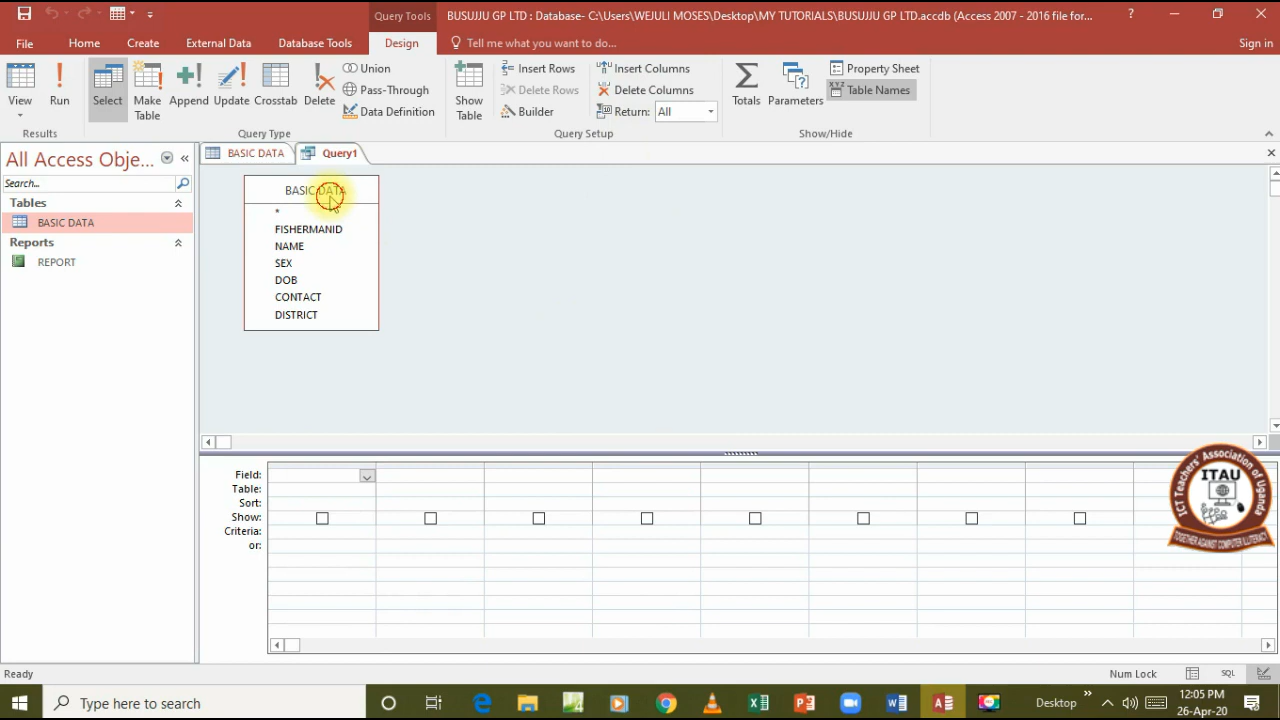 Query Tools
BUSUJJU GP LTD : Database- C:\Users\WEJULI MOSES\Desktop\MY TUTORIALS\BUSUJJU GP LTD.accdb (Access 2007 - 2016 file for...
File Home Create External Data Database Tools Design Tell me what you want to do... Sign in
View Run Select Make Table Append Update Crosstab Delete
Union
Pass-Through
Data Definition
Show Table
Insert Rows
Delete Rows
Builder
Insert Columns
Delete Columns
Return: All
Totals Parameters
Property Sheet
Table Names
Results Query Type Query Setup Show/Hide
All Access Obje...
Search...
Tables
BASIC DATA
Reports
REPORT
BASIC DATA Query1
BASIC DATA
*
FISHERMANID
NAME
SEX
DOB
CONTACT
DISTRICT
Field:
Table:
Sort:
Show:
Criteria:
or:
ICT Teachers' Association of Uganda
ITAU
TOGETHER AGAINST COMPUTER ILLITERACY
Ready
Num Lock
SQL
Type here to search
Desktop
12:05 PM
26-Apr-20